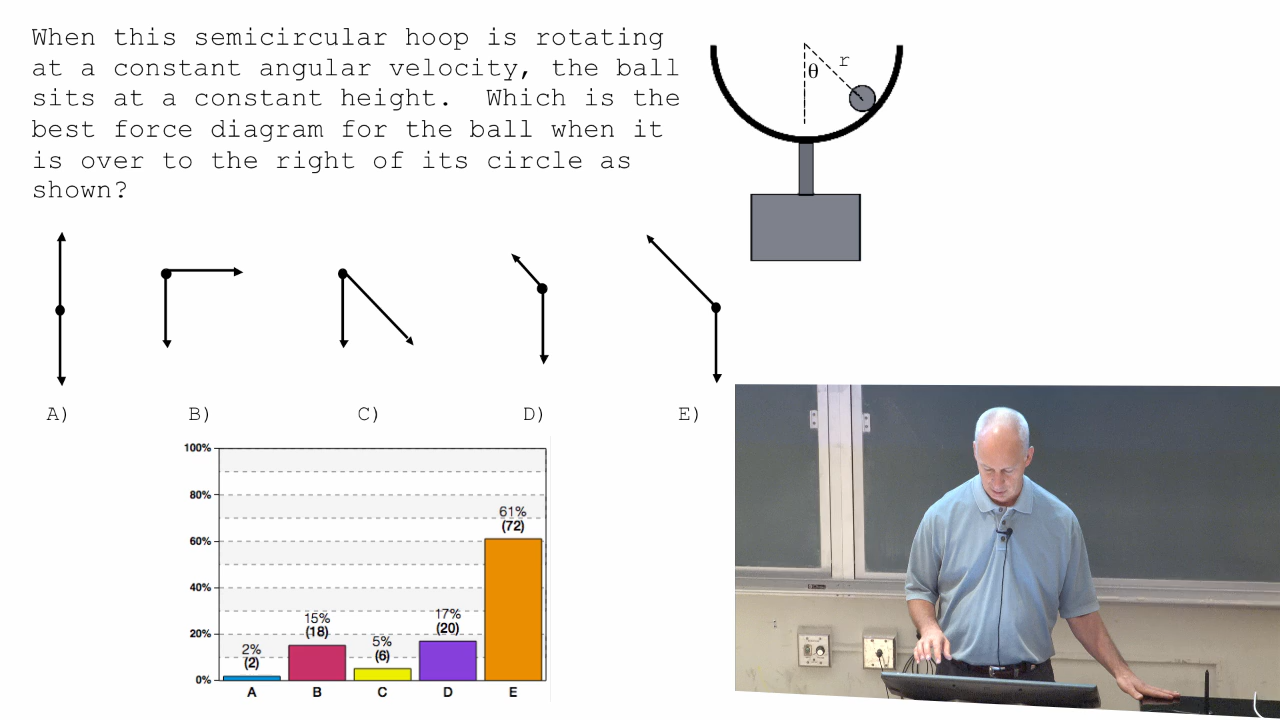 When this semicircular hoop is rotating
at a constant angular velocity, the ball
sits at a constant height.  Which is the
best force diagram for the ball when it
is over to the right of its circle as
shown?
θ
r
A)
B)
C)
D)
E)
100%
80%
60%
40%
20%
0%
2%
(2)
15%
(18)
5%
(6)
17%
(20)
61%
(72)
A
B
C
D
E